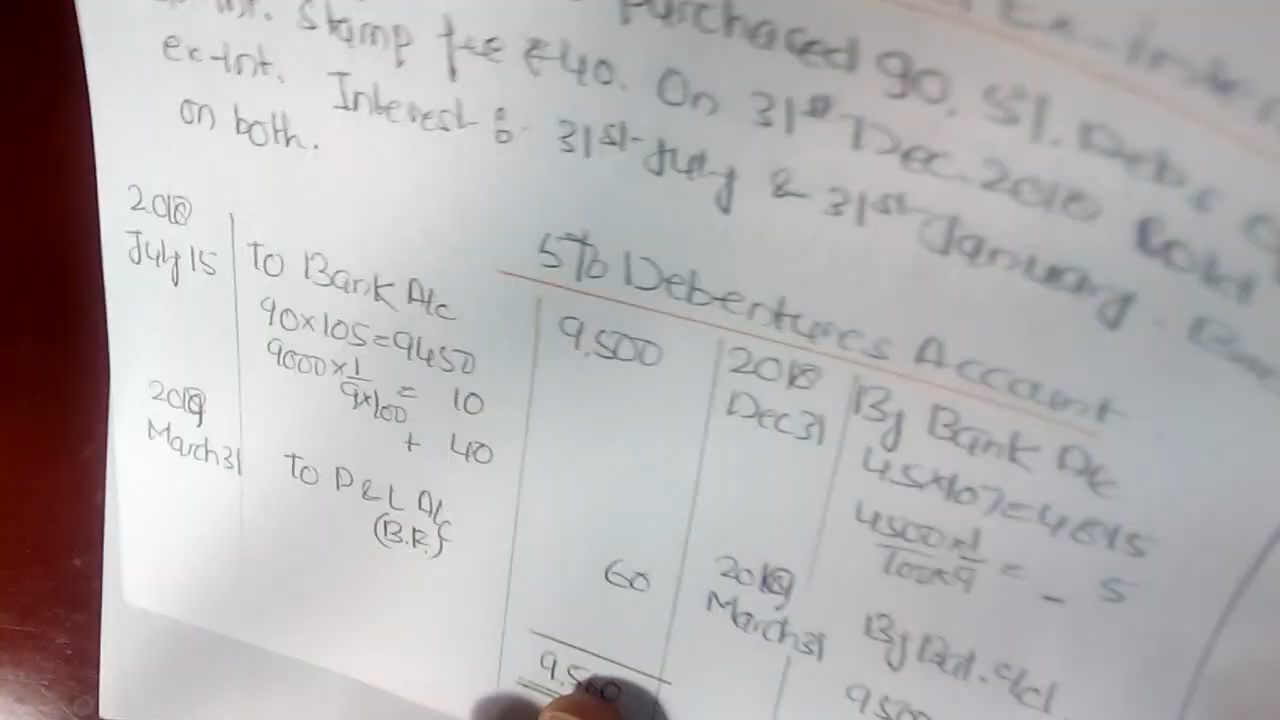 purchased 90, 5%. Deb's
Stamp fee ₹40. On 31st Dec 2018
ex-int. Interest : 31st July & 31st January.
on both.
5% Debentures Account
2018
July 15 To Bank A/c 9,500
90×105=9450
9000×1/9×100 = 10
+ 40
2019
March 31 To P & L A/c
(B.F.) 60
9,560
2018
Dec 31 By Bank A/c
45×107=4815
4500×1/100×9 = - 5
2019
March 31 By Bal. c/d